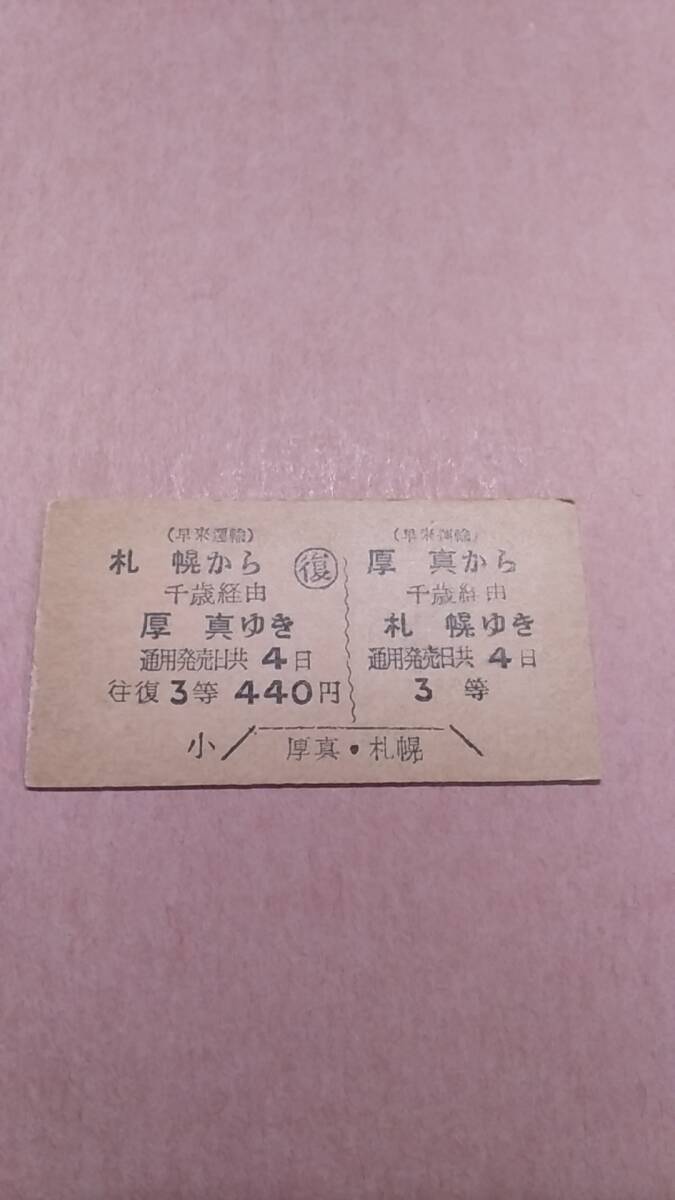 (早来運輸)
札幌から
千歳経由
厚真ゆき
通用発売日共4日
往復3等440円
復
(早来運輸)
厚真から
千歳経由
札幌ゆき
通用発売日共4日
3等
小
厚真・札幌